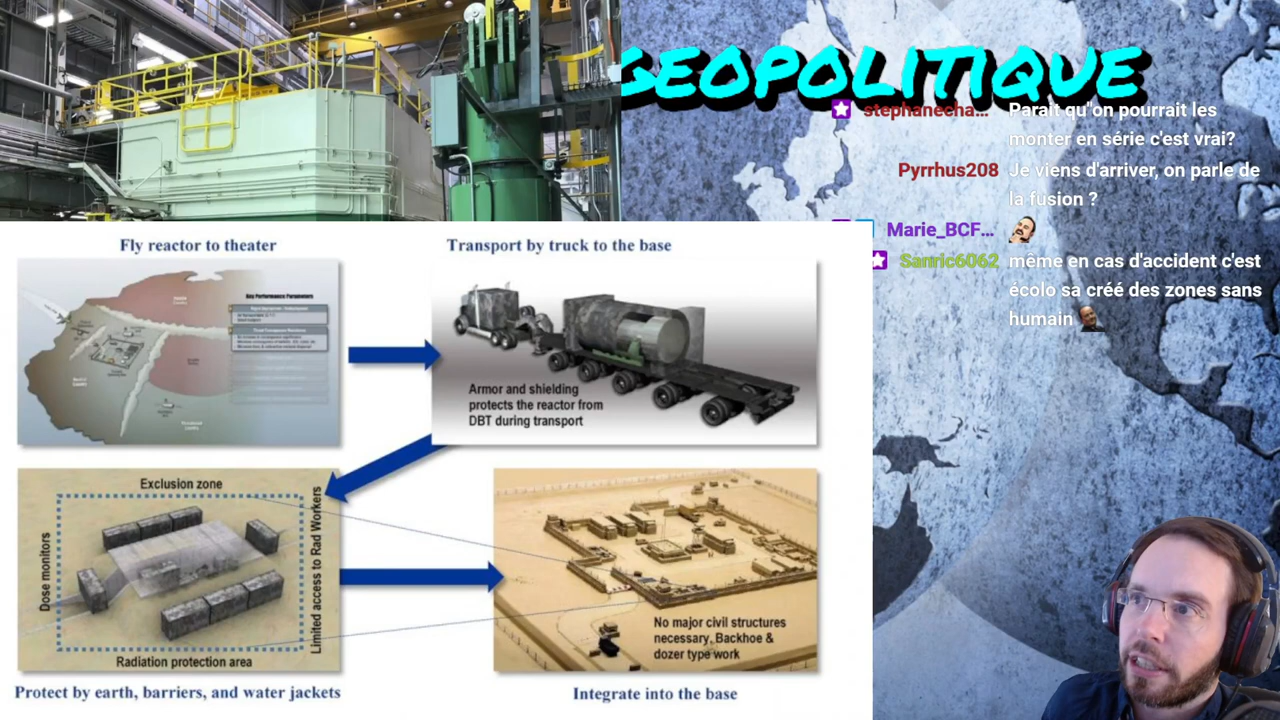 GEOPOLITIQUE
stephanecha...
Parait qu"on pourrait les
monter en série c'est vrai?
Pyrrhus208
Je viens d'arriver, on parle de
la fusion ?
Marie_BCF...
Sanric6062
même en cas d'accident c'est
écolo sa créé des zones sans
humain
Fly reactor to theater
Transport by truck to the base
Key Performance Parameters
Armor and shielding
protects the reactor from
DBT during transport
Exclusion zone
Dose monitors
Limited access to Rad Workers
Radiation protection area
No major civil structures
necessary, Backhoe &
dozer type work
Protect by earth, barriers, and water jackets
Integrate into the base